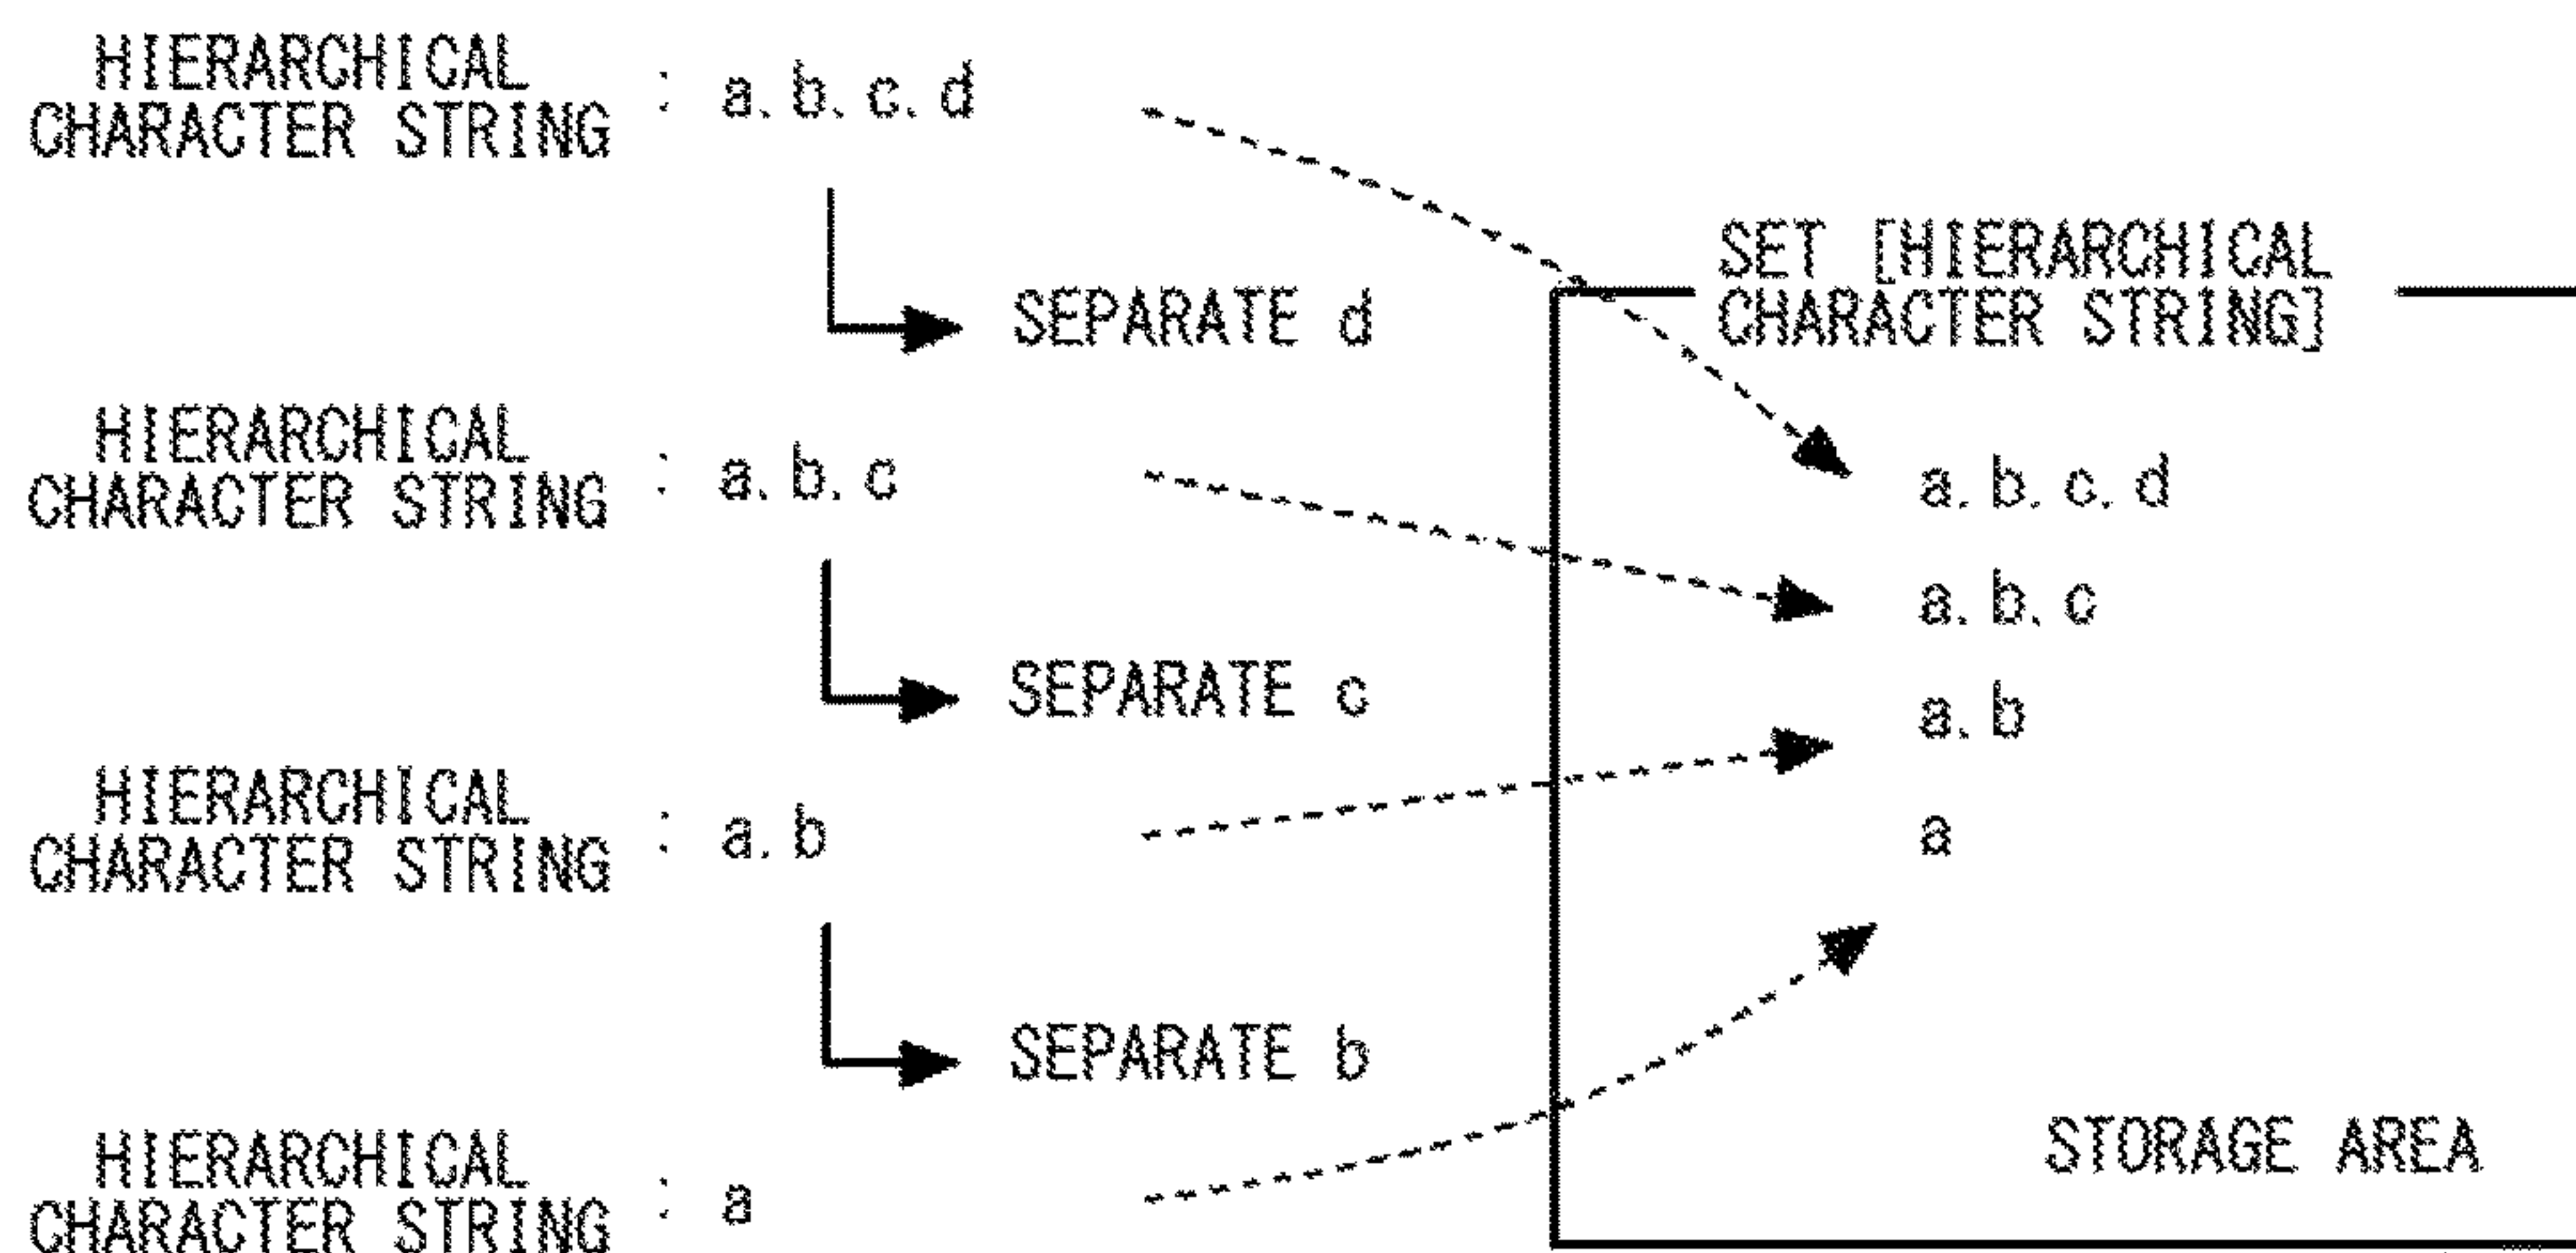 HIERARCHICAL
CHARACTER STRING : a. b. c. d
SEPARATE d
HIERARCHICAL
CHARACTER STRING : a. b. c
SEPARATE c
HIERARCHICAL
CHARACTER STRING : a. b
SEPARATE b
HIERARCHICAL
CHARACTER STRING : a
SET [HIERARCHICAL
CHARACTER STRING]
a. b. c. d
a. b. c
a. b
a
STORAGE AREA